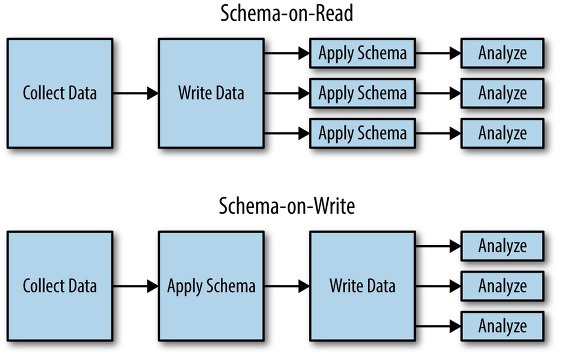 Schema-on-Read
Collect Data
Write Data
Apply Schema
Analyze
Apply Schema
Analyze
Apply Schema
Analyze
Schema-on-Write
Collect Data
Apply Schema
Write Data
Analyze
Analyze
Analyze